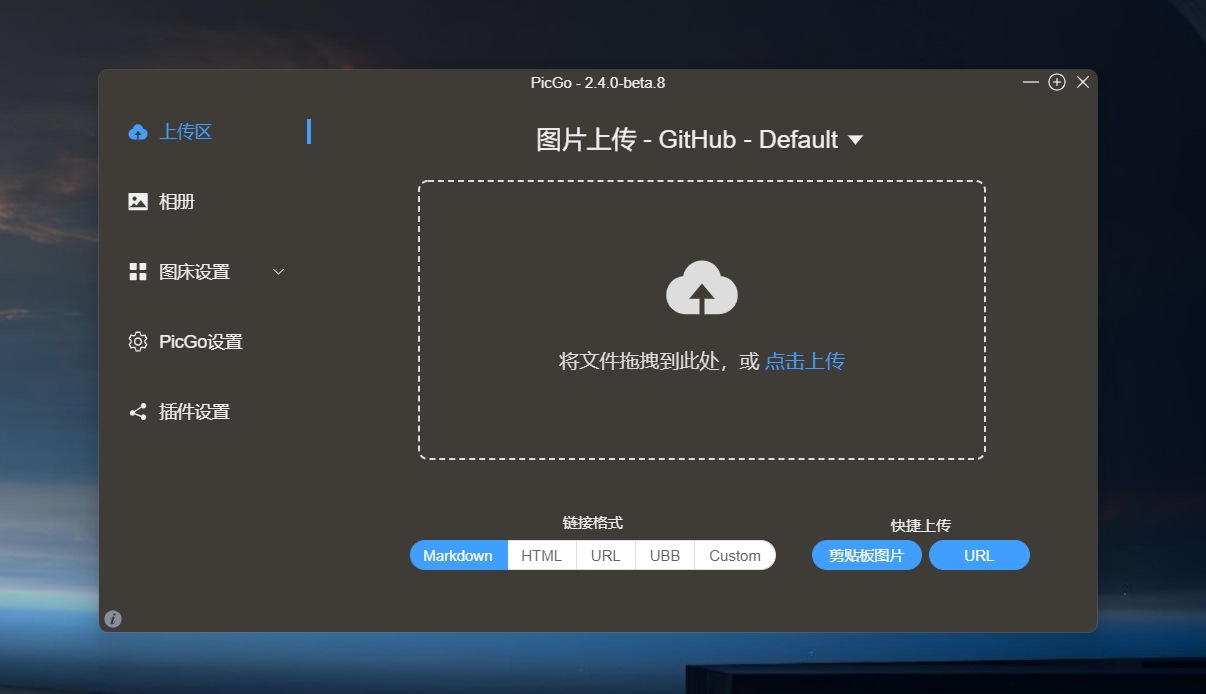 PicGo - 2.4.0-beta.8
上传区
图片上传 - GitHub - Default
相册
图床设置
PicGo设置
插件设置
将文件拖拽到此处，或 点击上传
链接格式
快捷上传
Markdown HTML URL UBB Custom
剪贴板图片 URL